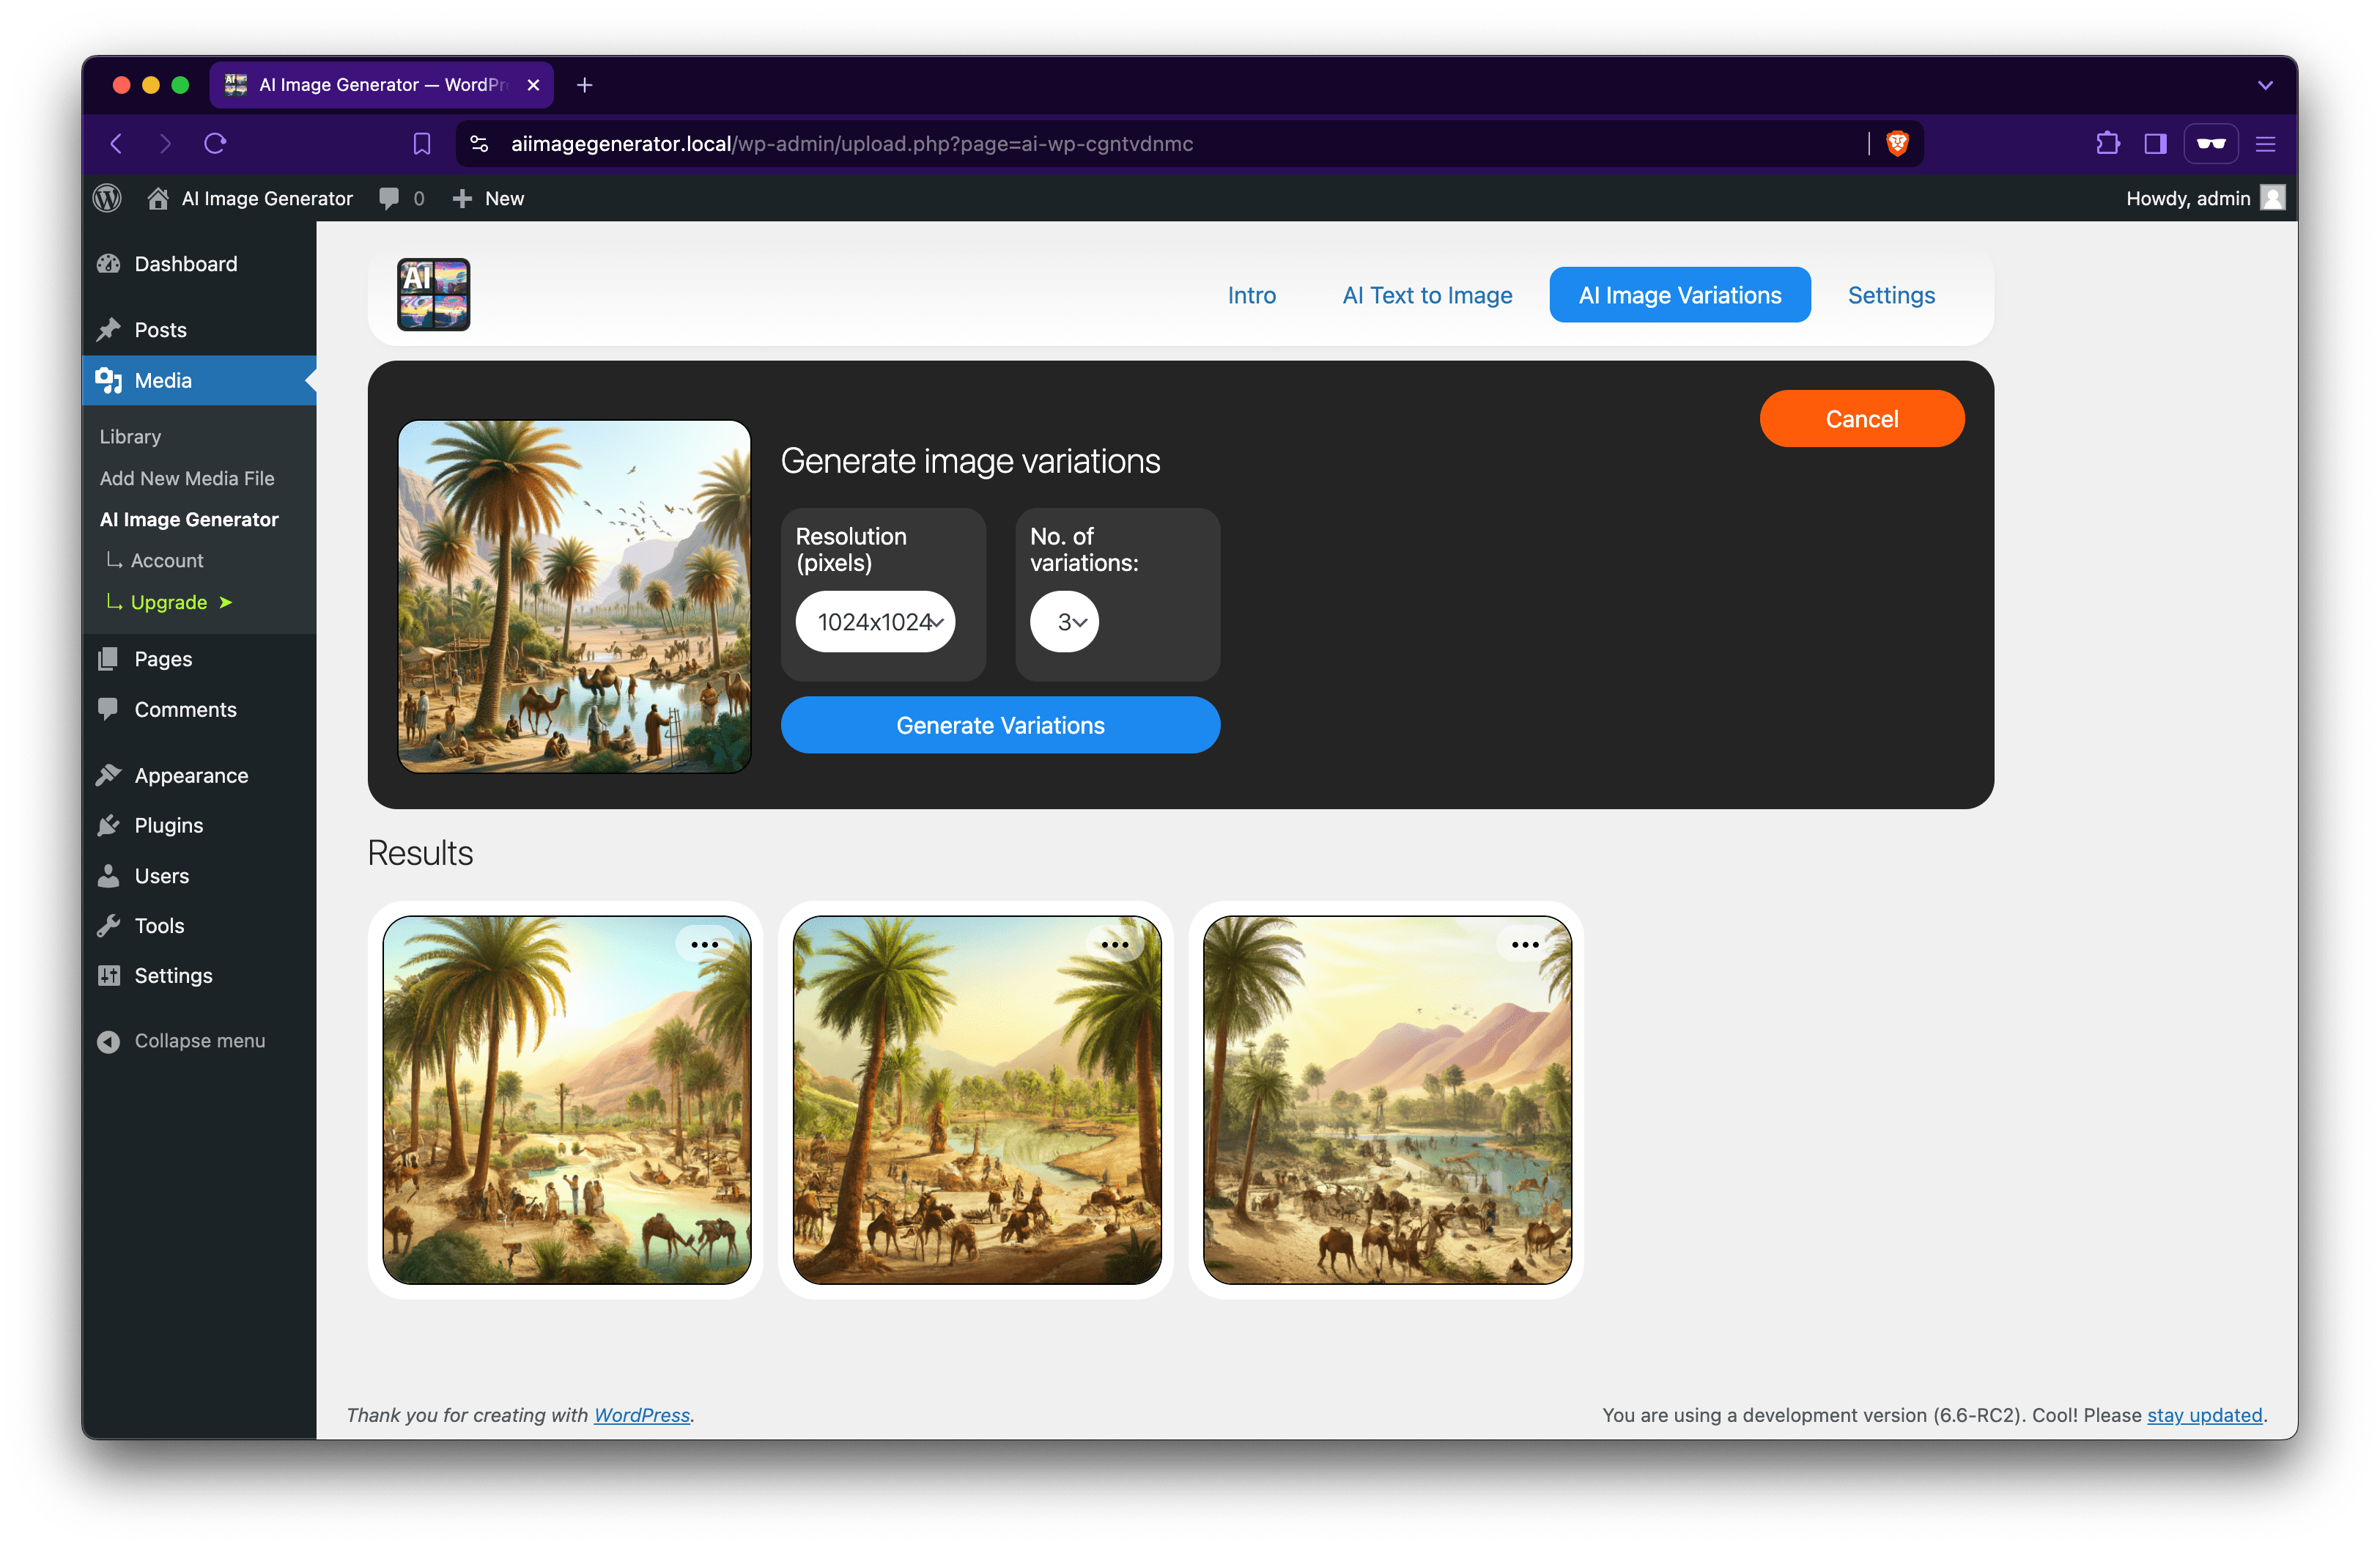 AI Image Generator — WordPr
aiimagegenerator.local/wp-admin/upload.php?page=ai-wp-cgntvdnmc
AI Image Generator
0
New
Howdy, admin
Dashboard
Posts
Media
Library
Add New Media File
AI Image Generator
Account
Upgrade ➤
Pages
Comments
Appearance
Plugins
Users
Tools
Settings
Collapse menu
AI
Intro
AI Text to Image
AI Image Variations
Settings
Cancel
Generate image variations
Resolution
(pixels)
1024x1024
No. of
variations:
3
Generate Variations
Results
Thank you for creating with WordPress.
You are using a development version (6.6-RC2). Cool! Please stay updated.